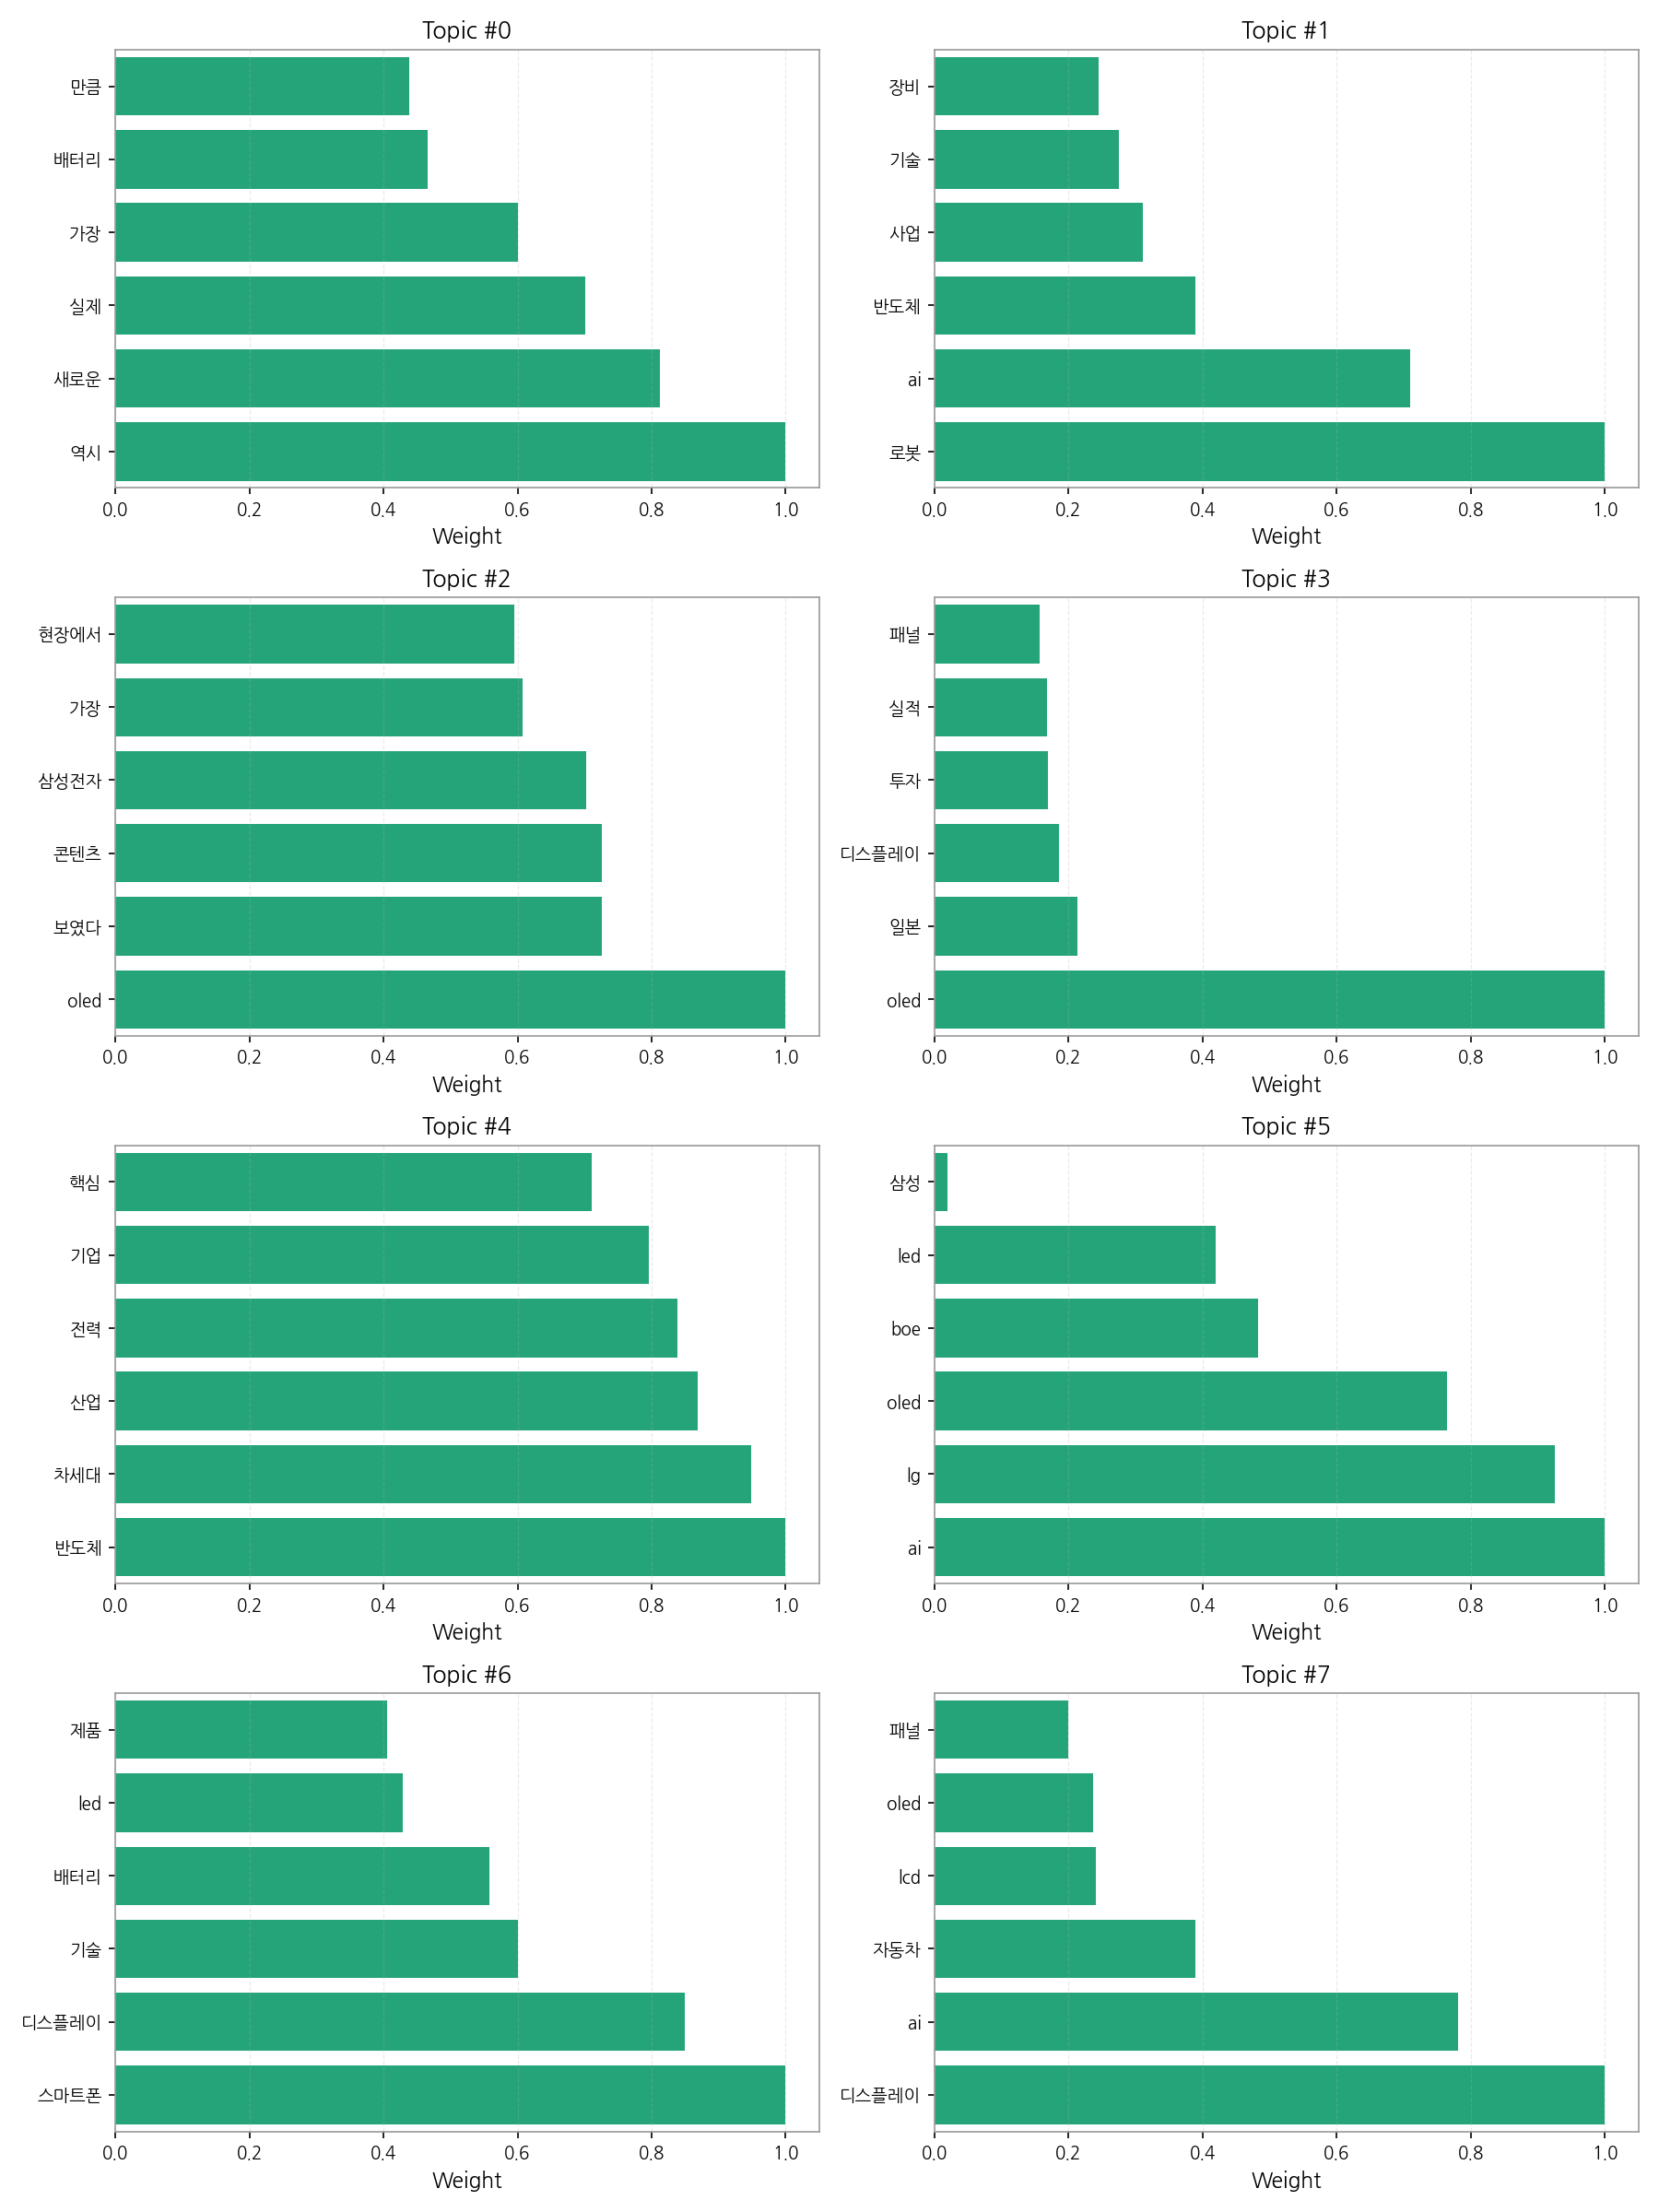 Topic #0
만큼
배터리
가장
실제
새로운
역시
0.0 0.2 0.4 0.6 0.8 1.0
Weight
Topic #1
장비
기술
사업
반도체
ai
로봇
0.0 0.2 0.4 0.6 0.8 1.0
Weight
Topic #2
현장에서
가장
삼성전자
콘텐츠
보였다
oled
0.0 0.2 0.4 0.6 0.8 1.0
Weight
Topic #3
패널
실적
투자
디스플레이
일본
oled
0.0 0.2 0.4 0.6 0.8 1.0
Weight
Topic #4
핵심
기업
전력
산업
차세대
반도체
0.0 0.2 0.4 0.6 0.8 1.0
Weight
Topic #5
삼성
led
boe
oled
lg
ai
0.0 0.2 0.4 0.6 0.8 1.0
Weight
Topic #6
제품
led
배터리
기술
디스플레이
스마트폰
0.0 0.2 0.4 0.6 0.8 1.0
Weight
Topic #7
패널
oled
lcd
자동차
ai
디스플레이
0.0 0.2 0.4 0.6 0.8 1.0
Weight